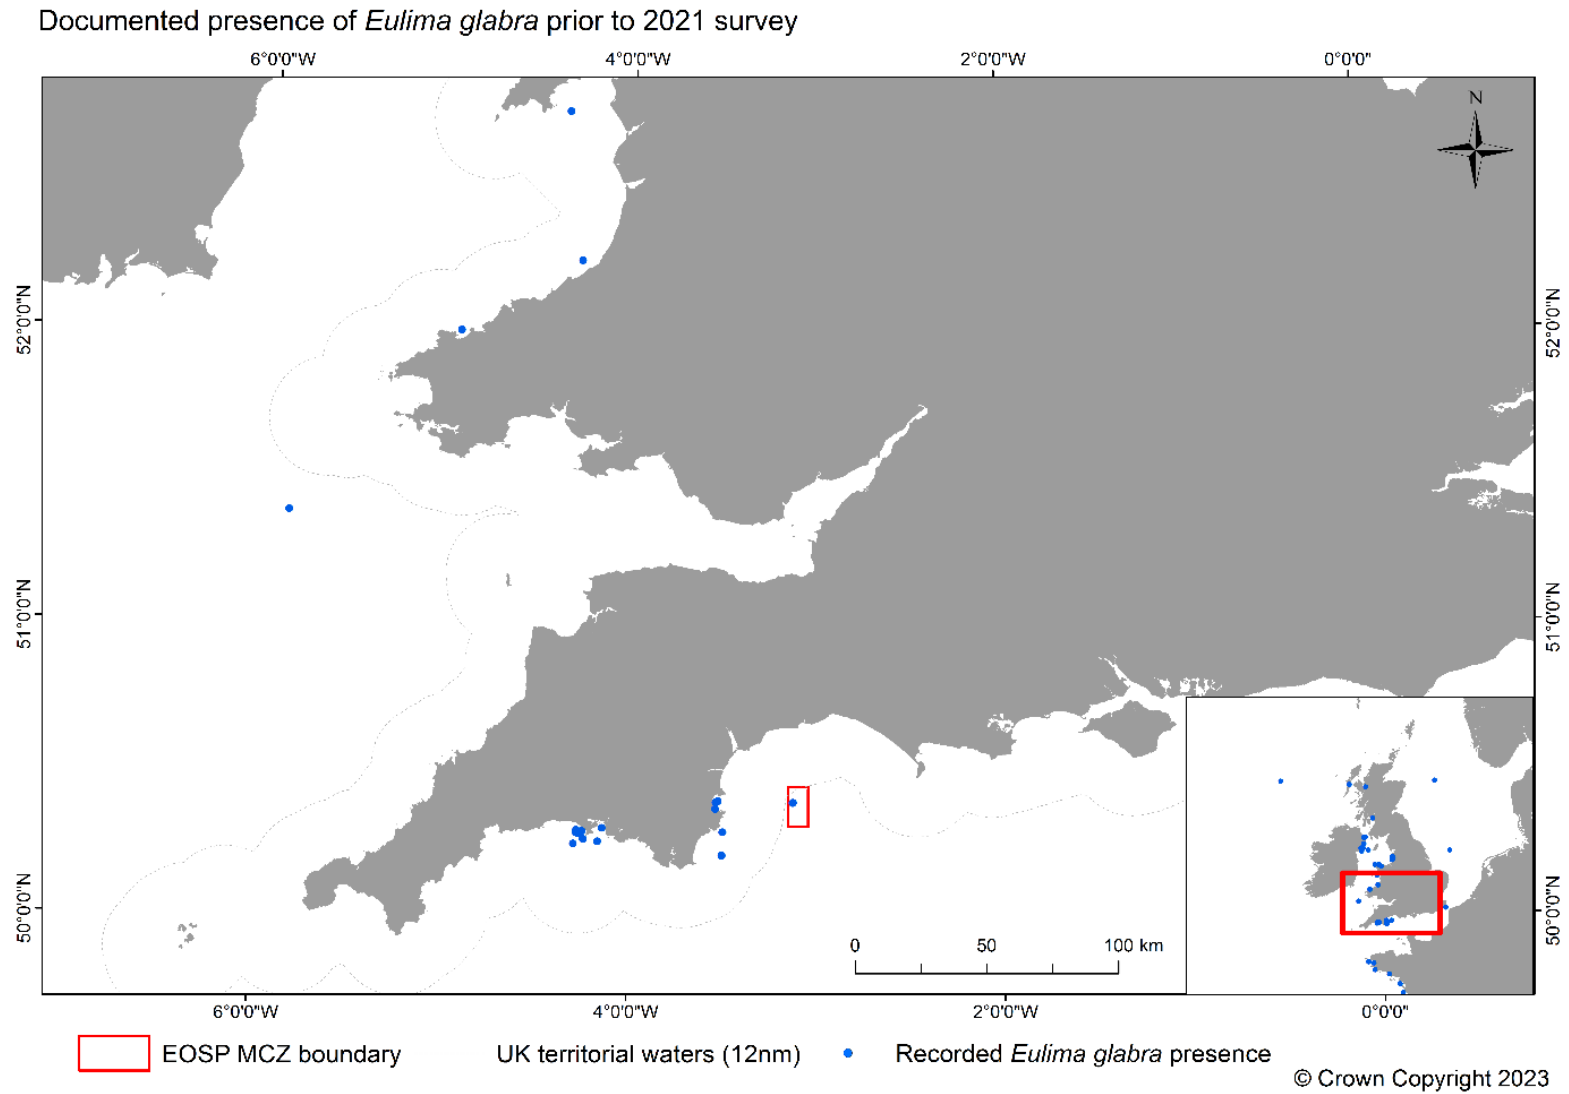 Documented presence of Eulima glabra prior to 2021 survey
6°0'0"W 4°0'0"W 2°0'0"W 0°0'0"
N
52°0'0"N 52°0'0"N
51°0'0"N 51°0'0"N
50°0'0"N 50°0'0"N
0 50 100 km
6°0'0"W 4°0'0"W 2°0'0"W 0°0'0"
EOSP MCZ boundary UK territorial waters (12nm) Recorded Eulima glabra presence
© Crown Copyright 2023